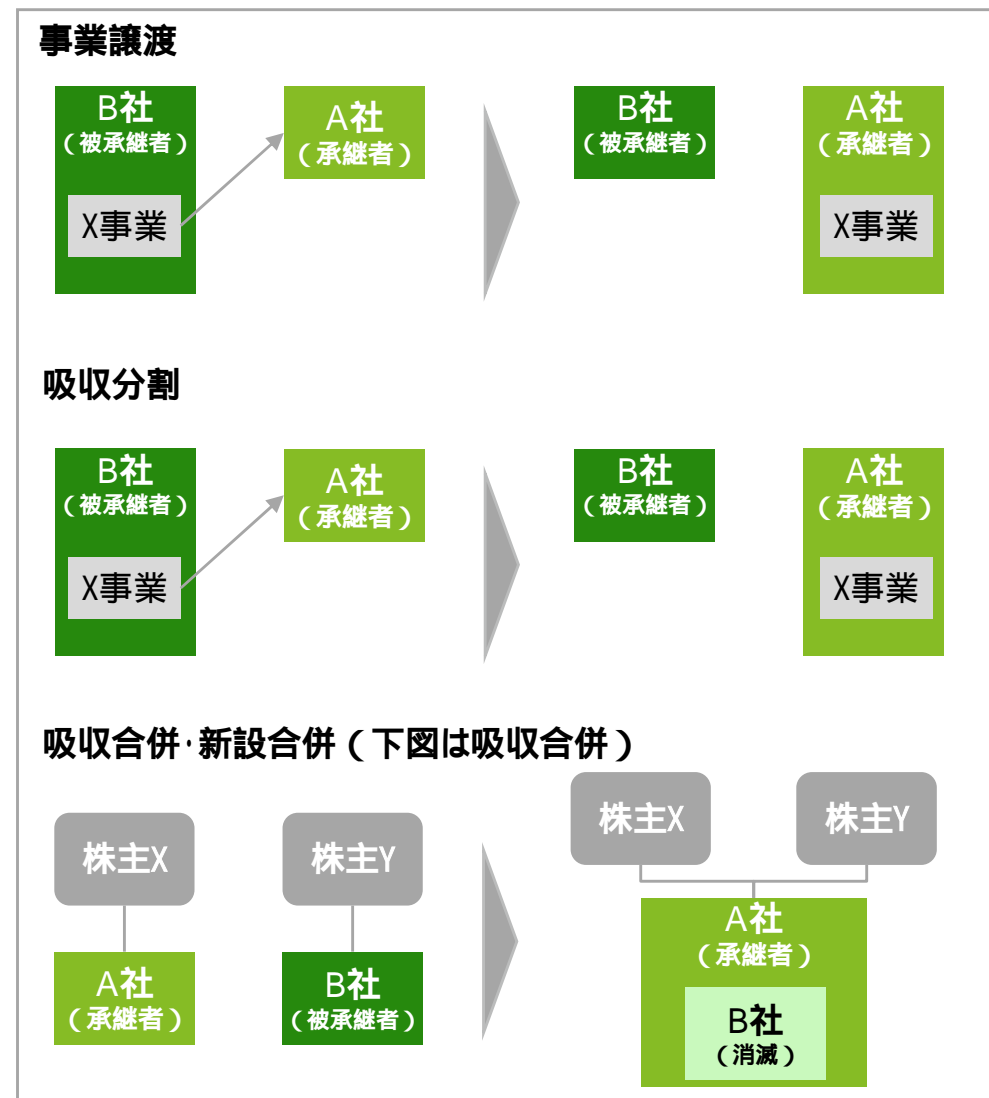 事業譲渡
B社
（被承継者）
X事業
A社
（承継者）
B社
（被承継者）
A社
（承継者）
X事業
吸収分割
B社
（被承継者）
X事業
A社
（承継者）
B社
（被承継者）
A社
（承継者）
X事業
吸収合併・新設合併（下図は吸収合併）
株主X
株主Y
A社
（承継者）
B社
（被承継者）
株主X
株主Y
A社
（承継者）
B社
（消滅）